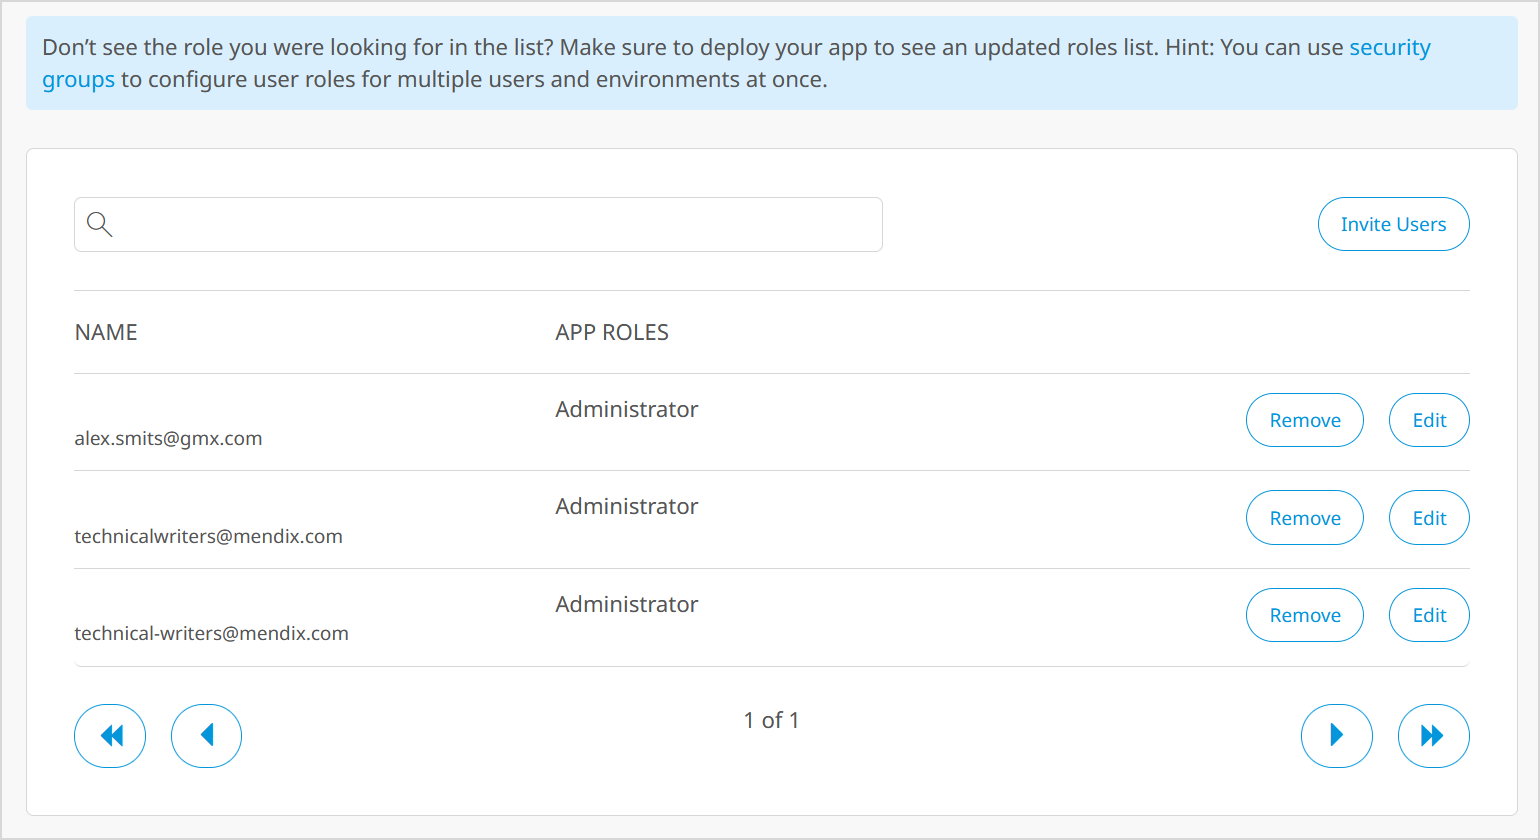 Don’t see the role you were looking for in the list? Make sure to deploy your app to see an updated roles list. Hint: You can use security
groups to configure user roles for multiple users and environments at once.
Invite Users
NAME APP ROLES
Administrator
alex.smits@gmx.com Remove Edit
Administrator
technicalwriters@mendix.com Remove Edit
Administrator
technical-writers@mendix.com Remove Edit
1 of 1